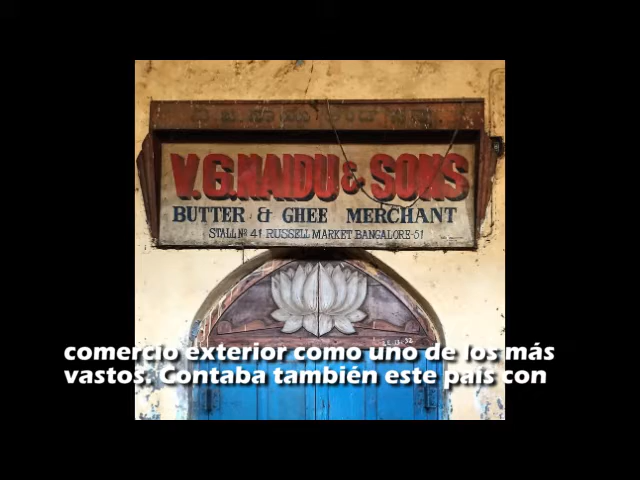 V. G. NAIDU & SONS
BUTTER & GHEE MERCHANT
STALL Nº 41 RUSSELL MARKET BANGALORE-51
comercio exterior como uno de los más
vastos. Contaba también este país con